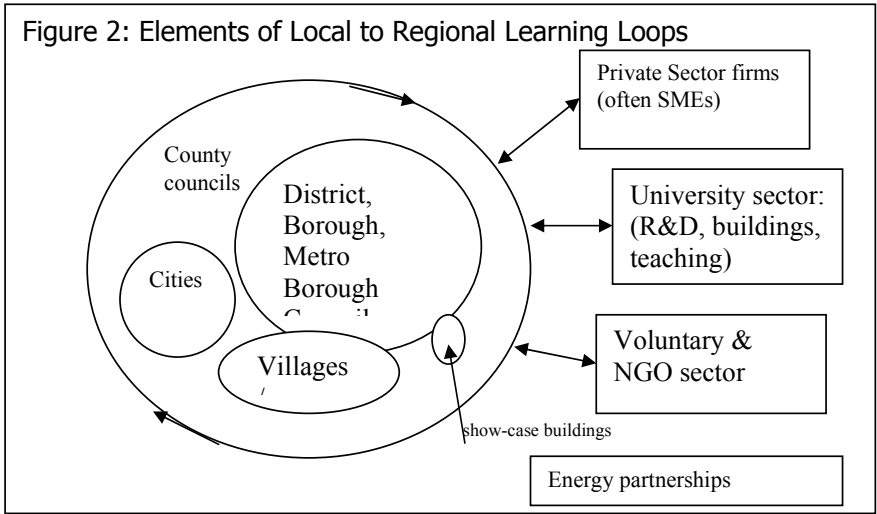 Figure 2: Elements of Local to Regional Learning Loops
Private Sector firms
(often SMEs)
County
councils
District,
Borough,
Metro
Borough
University sector:
(R&D, buildings,
teaching)
Cities
Voluntary &
NGO sector
Villages
/
show-case buildings
Energy partnerships